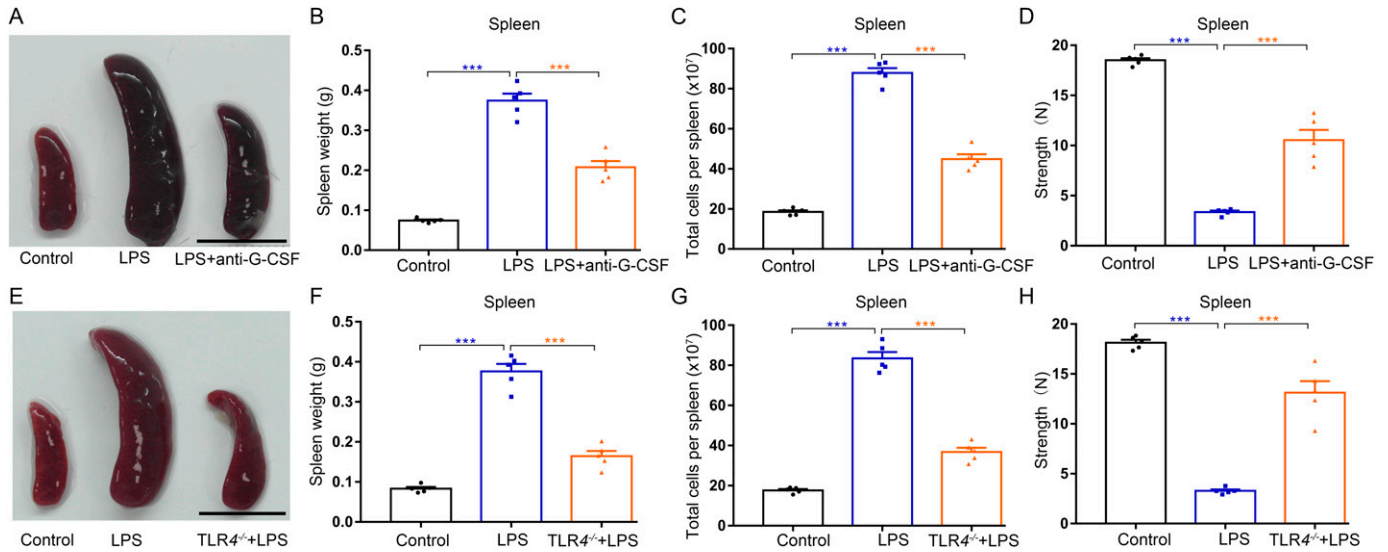 A
Control LPS LPS+anti-G-CSF
B
Spleen
Spleen weight (g)
0.5
0.4
0.3
0.2
0.1
0.0
*** ***
Control LPS LPS+anti-G-CSF
C
Spleen
Total cells per spleen (x10⁷)
100
80
60
40
20
0
*** ***
Control LPS LPS+anti-G-CSF
D
Spleen
Strength (N)
20
15
10
5
0
*** ***
Control LPS LPS+anti-G-CSF
E
Control LPS TLR4⁻/⁻+LPS
F
Spleen
Spleen weight (g)
0.5
0.4
0.3
0.2
0.1
0.0
*** ***
Control LPS TLR4⁻/⁻+LPS
G
Spleen
Total cells per spleen (x10⁷)
100
80
60
40
20
0
*** ***
Control LPS TLR4⁻/⁻+LPS
H
Spleen
Strength (N)
20
15
10
5
0
*** ***
Control LPS TLR4⁻/⁻+LPS